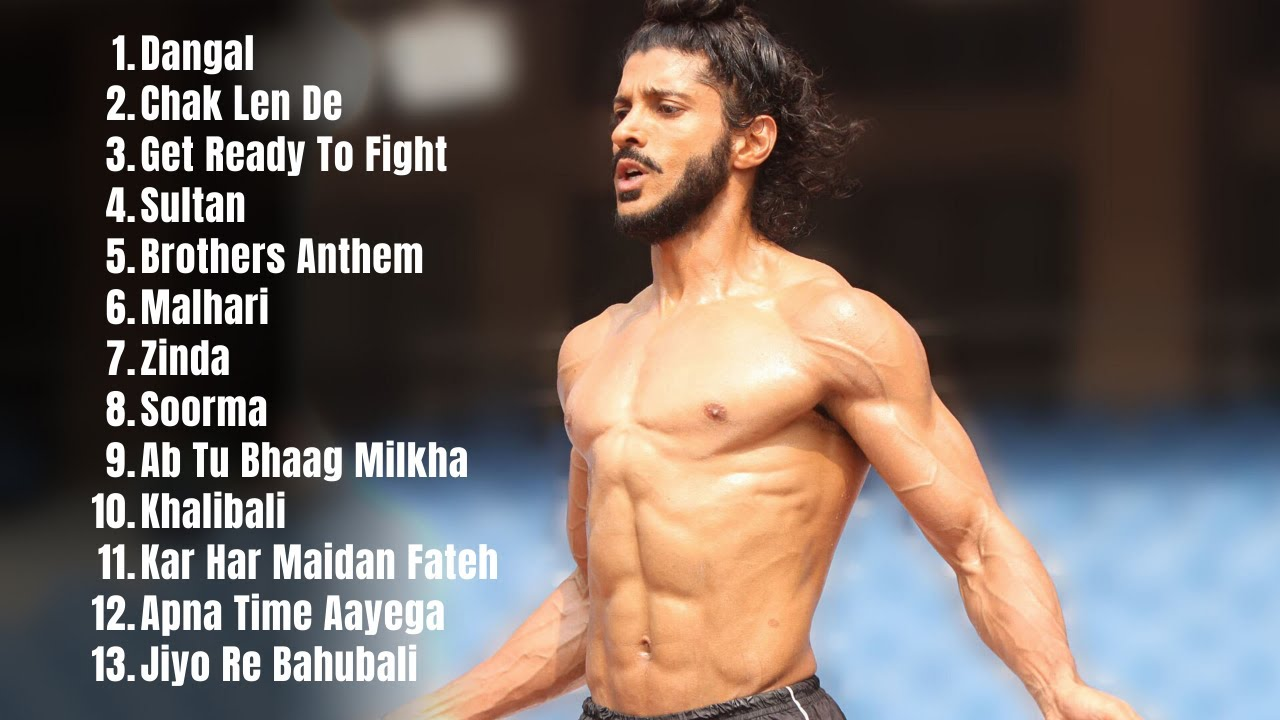 1. Dangal
2. Chak Len De
3. Get Ready To Fight
4. Sultan
5. Brothers Anthem
6. Malhari
7. Zinda
8. Soorma
9. Ab Tu Bhaag Milkha
10. Khalibali
11. Kar Har Maidan Fateh
12. Apna Time Aayega
13. Jiyo Re Bahubali